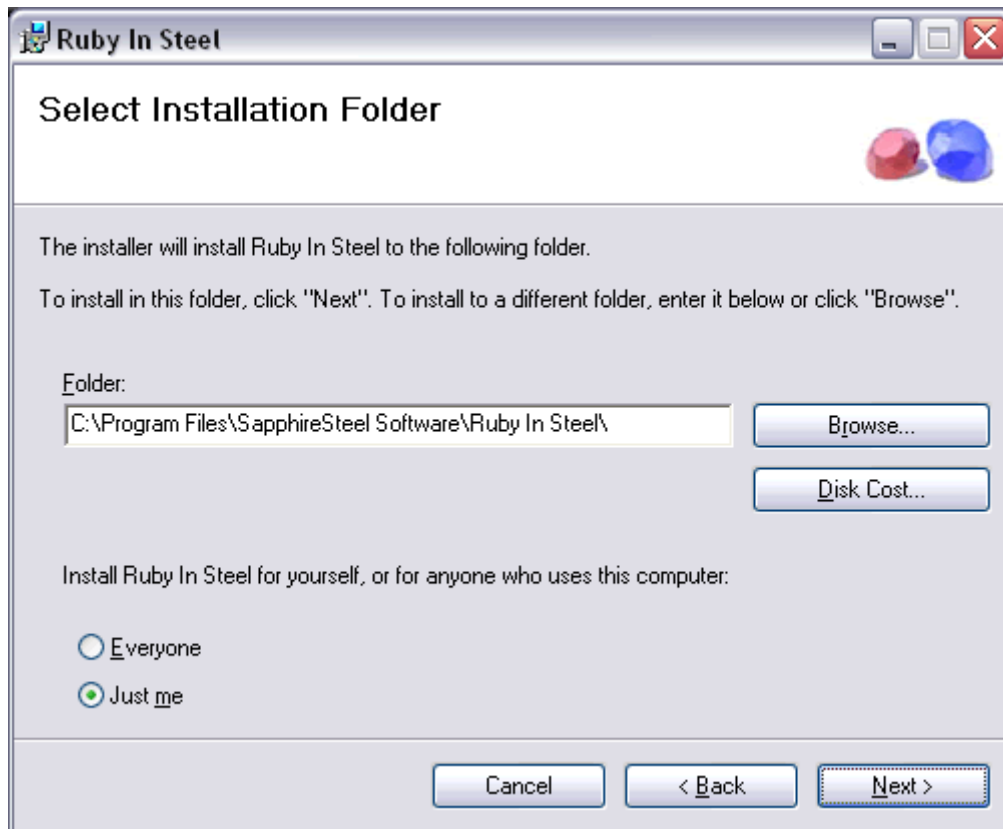 Ruby In Steel
Select Installation Folder
The installer will install Ruby In Steel to the following folder.
To install in this folder, click "Next". To install to a different folder, enter it below or click "Browse".
Folder:
C:\Program Files\SapphireSteel Software\Ruby In Steel\
Browse...
Disk Cost...
Install Ruby In Steel for yourself, or for anyone who uses this computer:
Everyone
Just me
Cancel
< Back
Next >